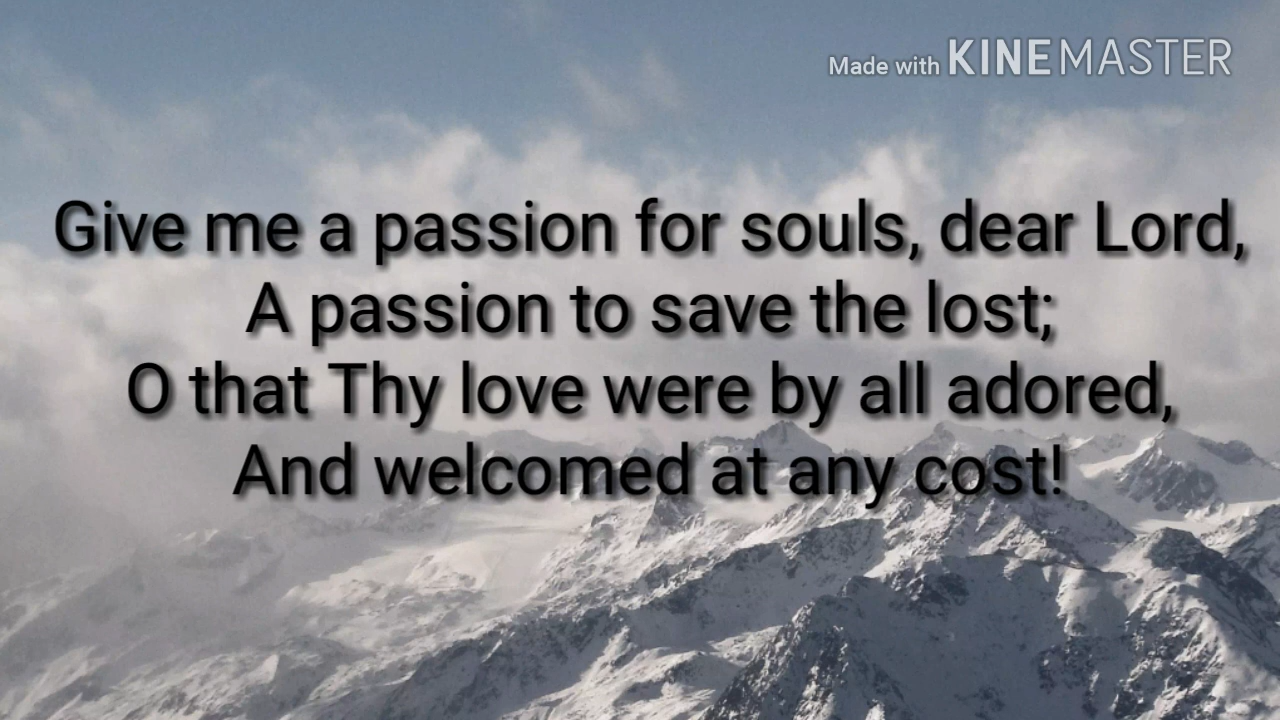 Made with KINEMASTER
Give me a passion for souls, dear Lord,
A passion to save the lost;
O that Thy love were by all adored,
And welcomed at any cost!